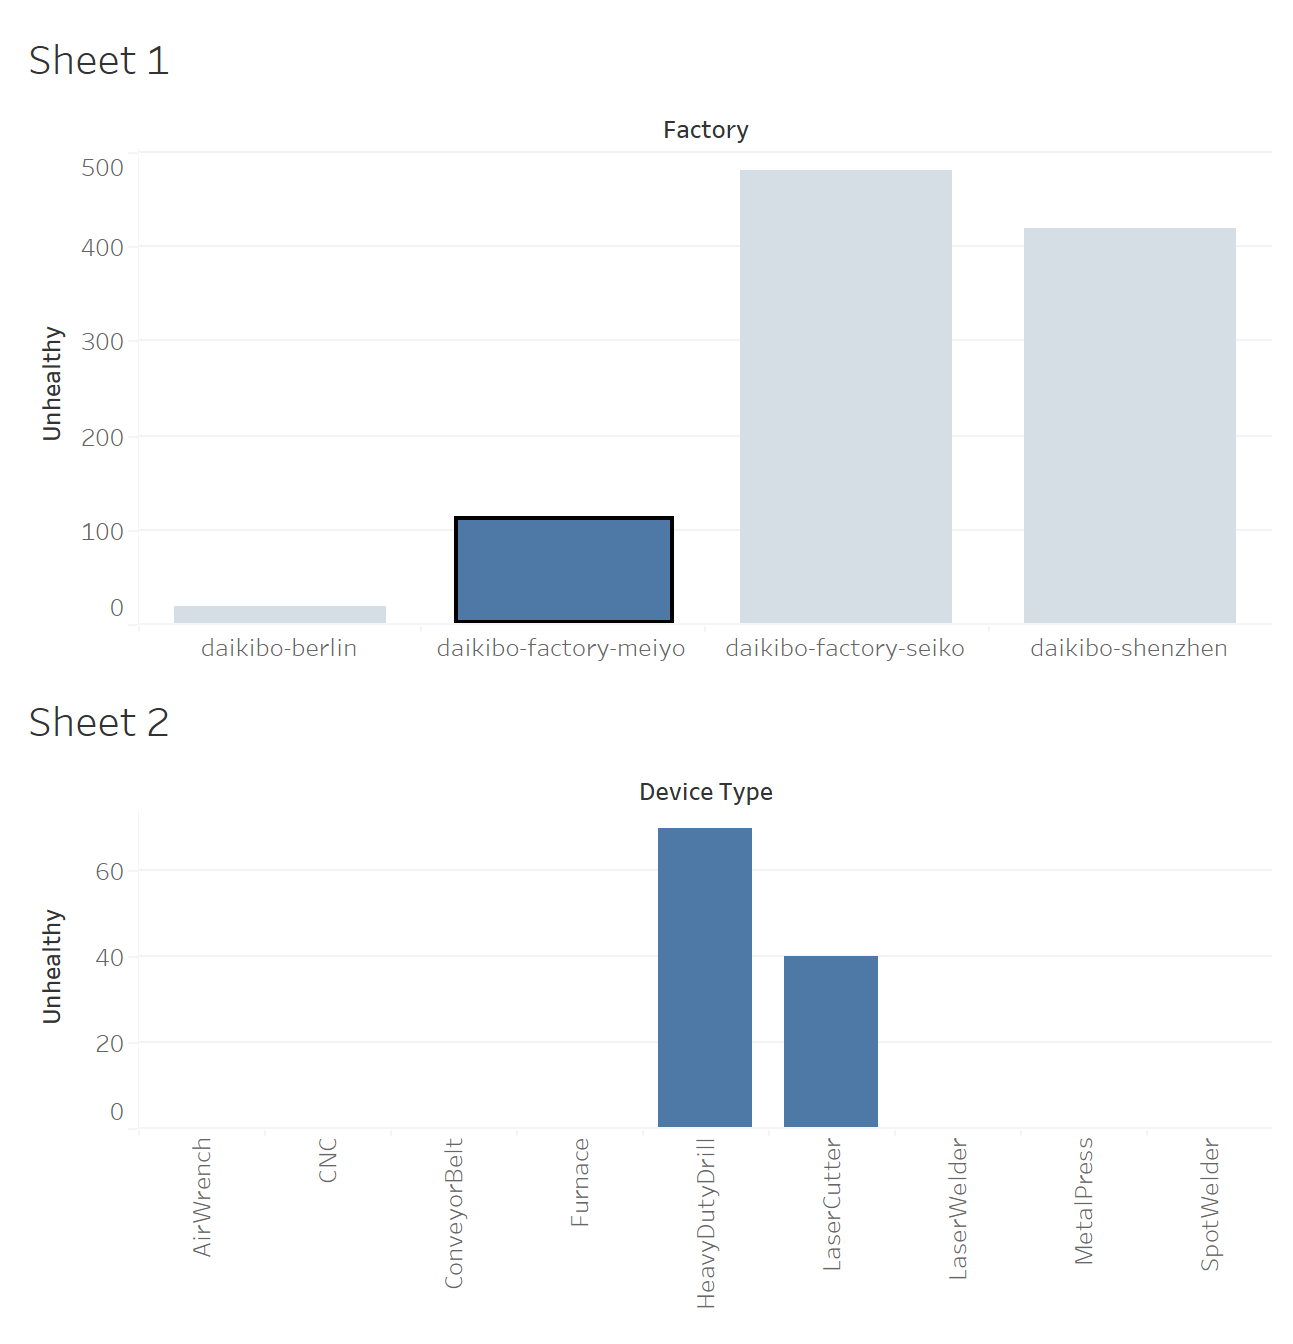 Sheet 1
Factory
Unhealthy
500
400
300
200
100
0
daikibo-berlin
daikibo-factory-meiyo
daikibo-factory-seiko
daikibo-shenzhen
Sheet 2
Device Type
Unhealthy
60
40
20
0
AirWrench
CNC
ConveyorBelt
Furnace
HeavyDutyDrill
LaserCutter
LaserWelder
MetalPress
SpotWelder